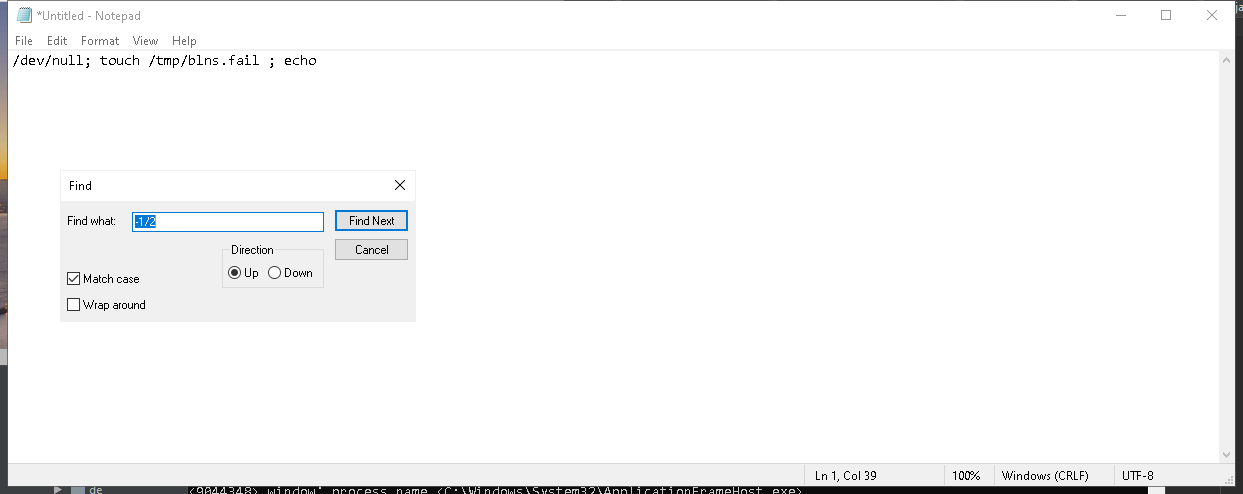 *Untitled - Notepad
File Edit Format View Help
/dev/null; touch /tmp/blns.fail ; echo
Find
Find what: -1/2 Find Next
Direction Cancel
Up Down
Match case
Wrap around
Ln 1, Col 39 100% Windows (CRLF) UTF-8
de <9044348> window' process name <C:\Windows\System32\ApplicationFrameHost.exe>